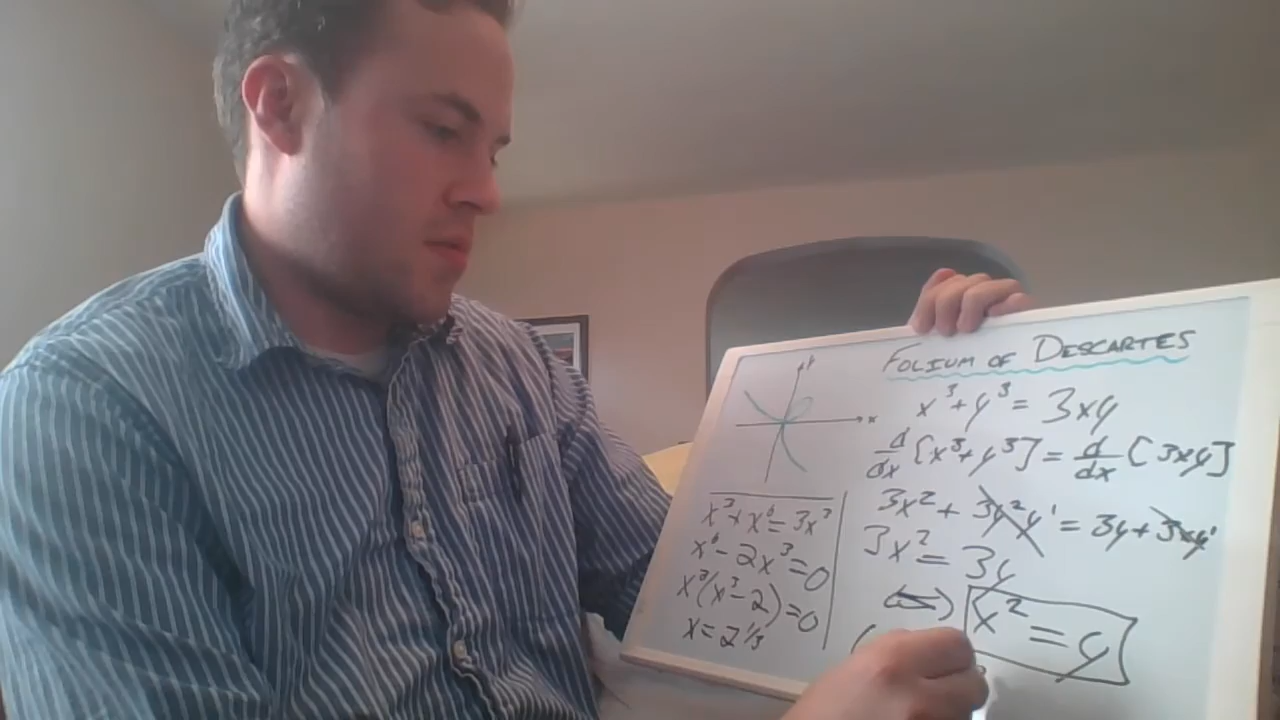 FOLIUM OF DESCARTES
x³ + y³ = 3xy
d/dx [x³ + y³] = d/dx [3xy]
3x² + 3y²y' = 3y + 3xy'
3x² = 3y
x² = y
y
x
x³ + x⁶ = 3x³
x⁶ - 2x³ = 0
x³(x³ - 2) = 0
x = 2^1/3